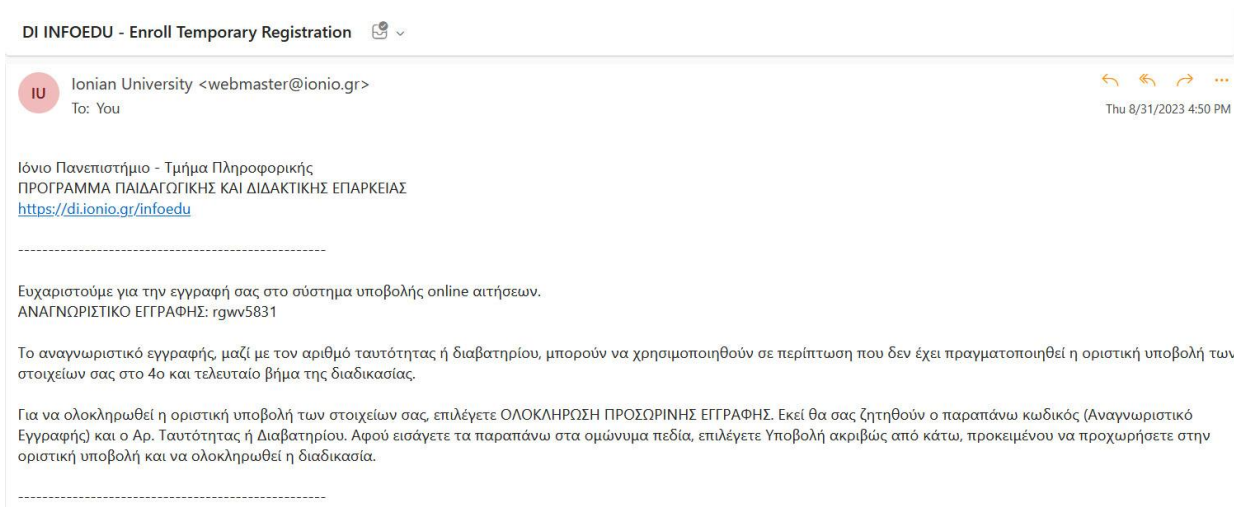 DI INFOEDU - Enroll Temporary Registration
IU
Ionian University <webmaster@ionio.gr>
To: You
Thu 8/31/2023 4:50 PM
Ιόνιο Πανεπιστήμιο - Τμήμα Πληροφορικής
ΠΡΟΓΡΑΜΜΑ ΠΑΙΔΑΓΩΓΙΚΗΣ ΚΑΙ ΔΙΔΑΚΤΙΚΗΣ ΕΠΑΡΚΕΙΑΣ
https://di.ionio.gr/infoedu
---------------------------------------------------
Ευχαριστούμε για την εγγραφή σας στο σύστημα υποβολής online αιτήσεων.
ΑΝΑΓΝΩΡΙΣΤΙΚΟ ΕΓΓΡΑΦΗΣ: rgwv5831
Το αναγνωριστικό εγγραφής, μαζί με τον αριθμό ταυτότητας ή διαβατηρίου, μπορούν να χρησιμοποιηθούν σε περίπτωση που δεν έχει πραγματοποιηθεί η οριστική υποβολή των
στοιχείων σας στο 4ο και τελευταίο βήμα της διαδικασίας.
Για να ολοκληρωθεί η οριστική υποβολή των στοιχείων σας, επιλέγετε ΟΛΟΚΛΗΡΩΣΗ ΠΡΟΣΩΡΙΝΗΣ ΕΓΓΡΑΦΗΣ. Εκεί θα σας ζητηθούν ο παραπάνω κωδικός (Αναγνωριστικό
Εγγραφής) και ο Αρ. Ταυτότητας ή Διαβατηρίου. Αφού εισάγετε τα παραπάνω στα ομώνυμα πεδία, επιλέγετε Υποβολή ακριβώς από κάτω, προκειμένου να προχωρήσετε στην
οριστική υποβολή και να ολοκληρωθεί η διαδικασία.
---------------------------------------------------